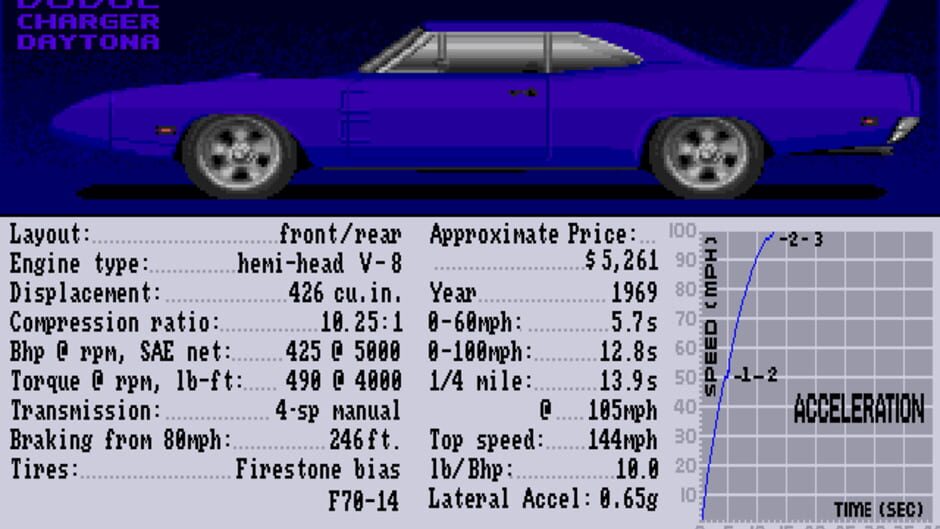 DODGE
CHARGER
DAYTONA
Layout: front/rear
Engine type: hemi-head V-8
Displacement: 426 cu.in.
Compression ratio: 10.25:1
Bhp @ rpm, SAE net: 425 @ 5000
Torque @ rpm, lb-ft: 490 @ 4000
Transmission: 4-sp manual
Braking from 80mph: 246ft.
Tires: Firestone bias
F70-14
Approximate Price:
$5,261
Year 1969
0-60mph: 5.7s
0-100mph: 12.8s
1/4 mile: 13.9s
@ 105mph
Top speed: 144mph
lb/Bhp: 10.0
Lateral Accel: 0.65g
100
90
80
70
60
50
40
30
20
10
SPEED (MPH)
-2-3
-1-2
ACCELERATION
TIME (SEC)